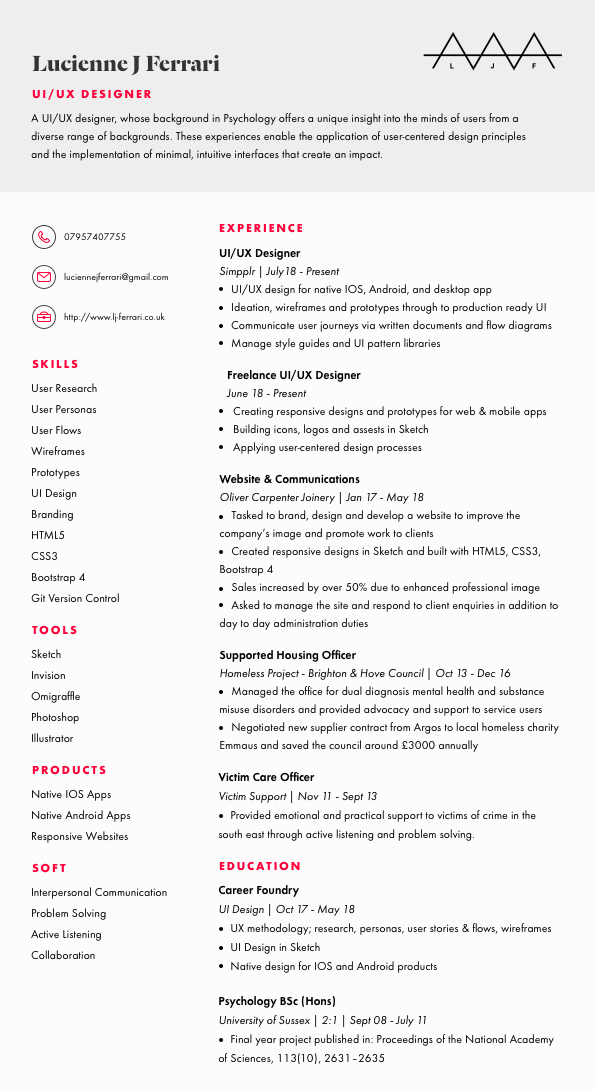 Lucienne J Ferrari
L J F
UI/UX DESIGNER
A UI/UX designer, whose background in Psychology offers a unique insight into the minds of users from a
diverse range of backgrounds. These experiences enable the application of user-centered design principles
and the implementation of minimal, intuitive interfaces that create an impact.
07957407755
luciennejferrari@gmail.com
http://www.lj-ferrari.co.uk
SKILLS
User Research
User Personas
User Flows
Wireframes
Prototypes
UI Design
Branding
HTML5
CSS3
Bootstrap 4
Git Version Control
TOOLS
Sketch
Invision
Omigraffle
Photoshop
Illustrator
PRODUCTS
Native IOS Apps
Native Android Apps
Responsive Websites
SOFT
Interpersonal Communication
Problem Solving
Active Listening
Collaboration
EXPERIENCE
UI/UX Designer
Simpplr | July18 - Present
• UI/UX design for native IOS, Android, and desktop app
• Ideation, wireframes and prototypes through to production ready UI
• Communicate user journeys via written documents and flow diagrams
• Manage style guides and UI pattern libraries
Freelance UI/UX Designer
June 18 - Present
• Creating responsive designs and prototypes for web & mobile apps
• Building icons, logos and assests in Sketch
• Applying user-centered design processes
Website & Communications
Oliver Carpenter Joinery | Jan 17 - May 18
• Tasked to brand, design and develop a website to improve the
company's image and promote work to clients
• Created responsive designs in Sketch and built with HTML5, CSS3,
Bootstrap 4
• Sales increased by over 50% due to enhanced professional image
• Asked to manage the site and respond to client enquiries in addition to
day to day administration duties
Supported Housing Officer
Homeless Project - Brighton & Hove Council | Oct 13 - Dec 16
• Managed the office for dual diagnosis mental health and substance
misuse disorders and provided advocacy and support to service users
• Negotiated new supplier contract from Argos to local homeless charity
Emmaus and saved the council around £3000 annually
Victim Care Officer
Victim Support | Nov 11 - Sept 13
• Provided emotional and practical support to victims of crime in the
south east through active listening and problem solving.
EDUCATION
Career Foundry
UI Design | Oct 17 - May 18
• UX methodology; research, personas, user stories & flows, wireframes
• UI Design in Sketch
• Native design for IOS and Android products
Psychology BSc (Hons)
University of Sussex | 2:1 | Sept 08 - July 11
• Final year project published in: Proceedings of the National Academy
of Sciences, 113(10), 2631–2635